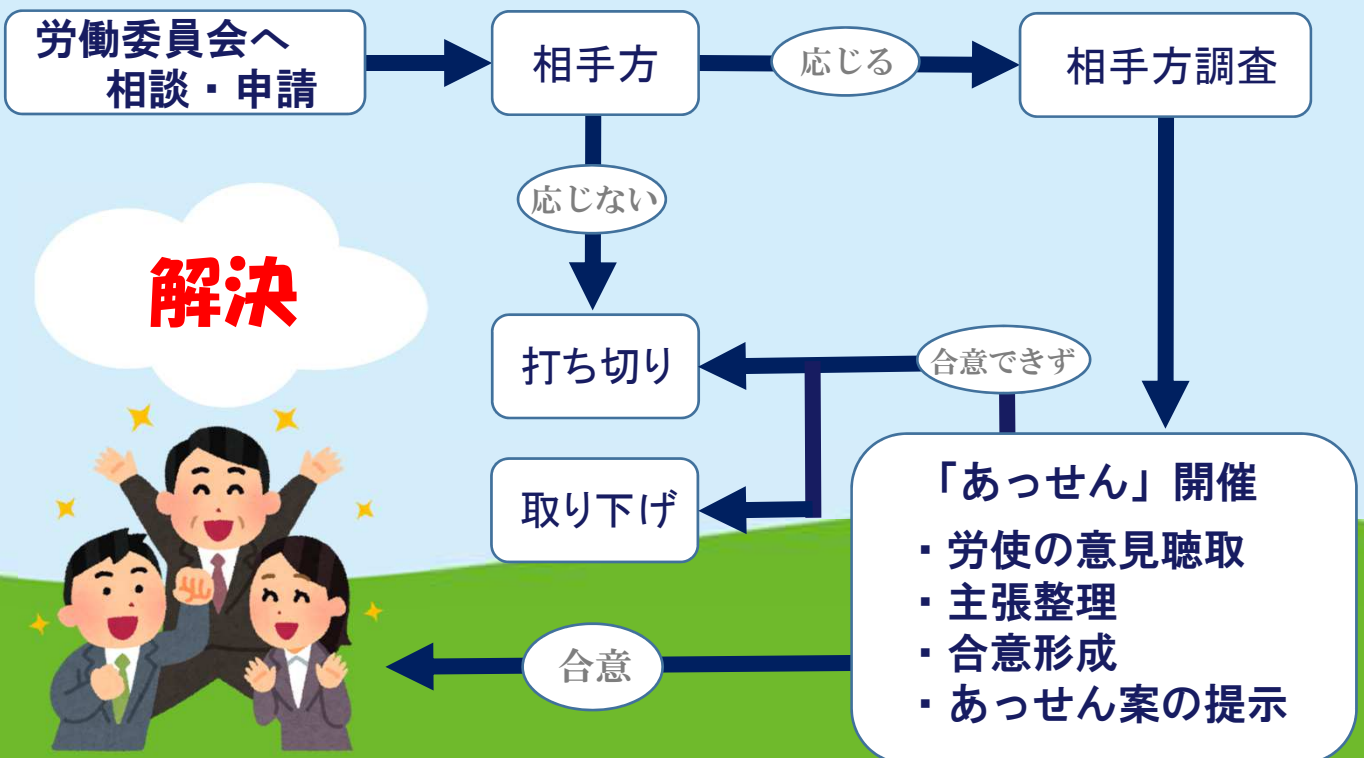 労働委員会へ
相談・申請
相手方
応じる
相手方調査
応じない
解決
打ち切り
合意できず
取り下げ
「あっせん」開催
・労使の意見聴取
・主張整理
・合意形成
・あっせん案の提示
合意